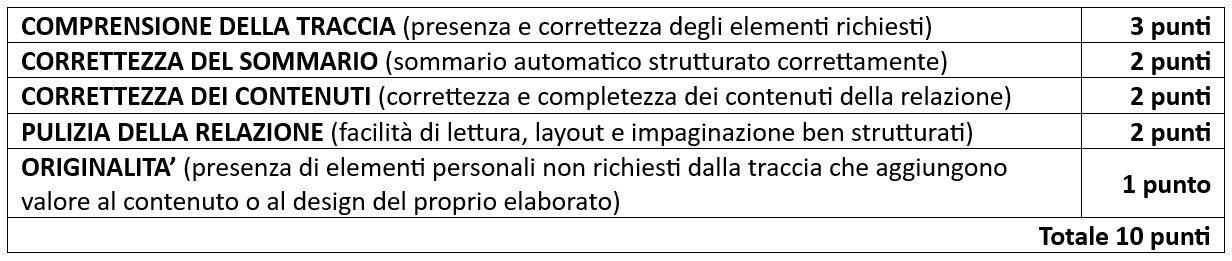 COMPRENSIONE DELLA TRACCIA (presenza e correttezza degli elementi richiesti) 3 punti
CORRETTEZZA DEL SOMMARIO (sommario automatico strutturato correttamente) 2 punti
CORRETTEZZA DEI CONTENUTI (correttezza e completezza dei contenuti della relazione) 2 punti
PULIZIA DELLA RELAZIONE (facilità di lettura, layout e impaginazione ben strutturati) 2 punti
ORIGINALITA’ (presenza di elementi personali non richiesti dalla traccia che aggiungono
valore al contenuto o al design del proprio elaborato) 1 punto
Totale 10 punti